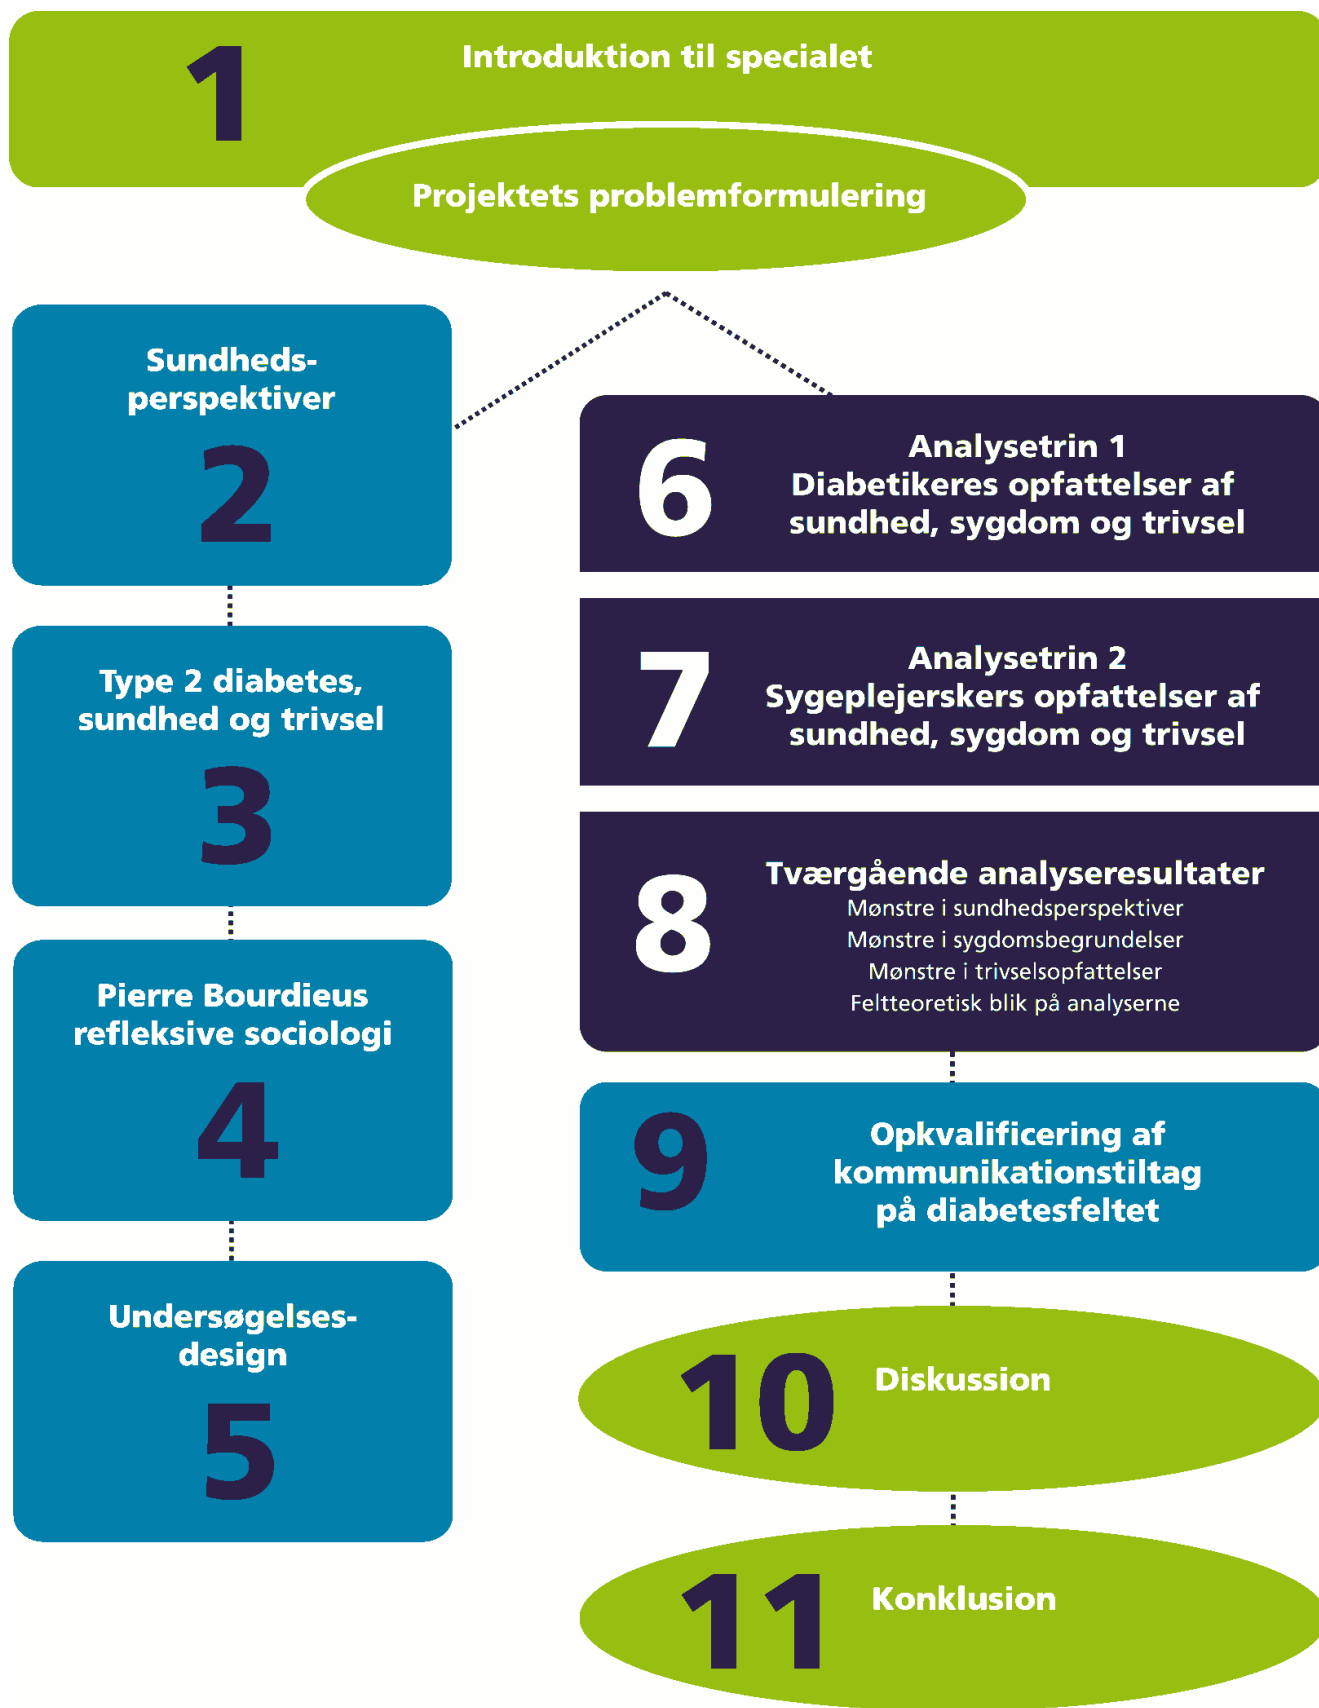 1
Introduktion til specialet
Projektets problemformulering
Sundheds-
perspektiver
2
Type 2 diabetes,
sundhed og trivsel
3
Pierre Bourdieus
refleksive sociologi
4
Undersøgelses-
design
5
6
Analysetrin 1
Diabetikeres opfattelser af
sundhed, sygdom og trivsel
7
Analysetrin 2
Sygeplejerskers opfattelser af
sundhed, sygdom og trivsel
8
Tværgående analyseresultater
Mønstre i sundhedsperspektiver
Mønstre i sygdomsbegrundelser
Mønstre i trivselsopfattelser
Feltteoretisk blik på analyserne
9
Opkvalificering af
kommunikationstiltag
på diabetesfeltet
10
Diskussion
11
Konklusion